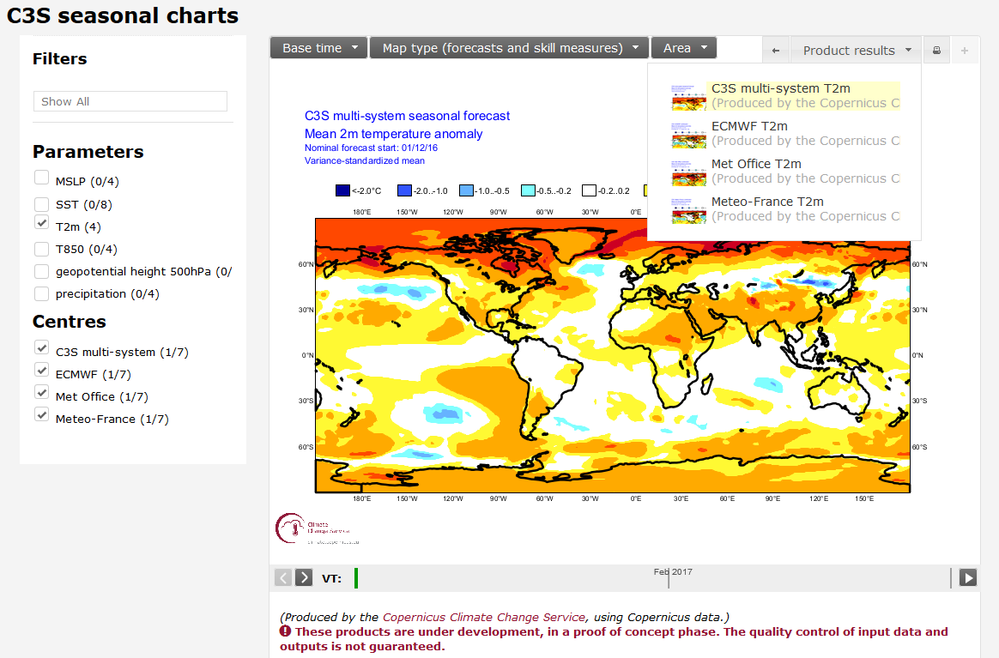 C3S seasonal charts
Filters
Show All
Parameters
MSLP (0/4)
SST (0/8)
T2m (4)
T850 (0/4)
geopotential height 500hPa (0/
precipitation (0/4)
Centres
C3S multi-system (1/7)
ECMWF (1/7)
Met Office (1/7)
Meteo-France (1/7)
Base time
Map type (forecasts and skill measures)
Area
Product results
C3S multi-system T2m
(Produced by the Copernicus C
ECMWF T2m
(Produced by the Copernicus C
Met Office T2m
(Produced by the Copernicus C
Meteo-France T2m
(Produced by the Copernicus C
C3S multi-system seasonal forecast
Mean 2m temperature anomaly
Nominal forecast start: 01/12/16
Variance-standardized mean
<-2.0°C -2.0..-1.0 -1.0..-0.5 -0.5..-0.2 -0.2..0.2
180°E 150°W 120°W 90°W 60°W 30°W 0°E
60°N 60°N
30°N 30°N
0°N 0°N
30°S 30°S
60°S 60°S
180°E 150°W 120°W 90°W 60°W 30°W 0°E 30°E 60°E 90°E 120°E 150°E
Climate
Change Service
climate.copernicus.eu
VT:
Feb 2017
(Produced by the Copernicus Climate Change Service, using Copernicus data.)
These products are under development, in a proof of concept phase. The quality control of input data and
outputs is not guaranteed.